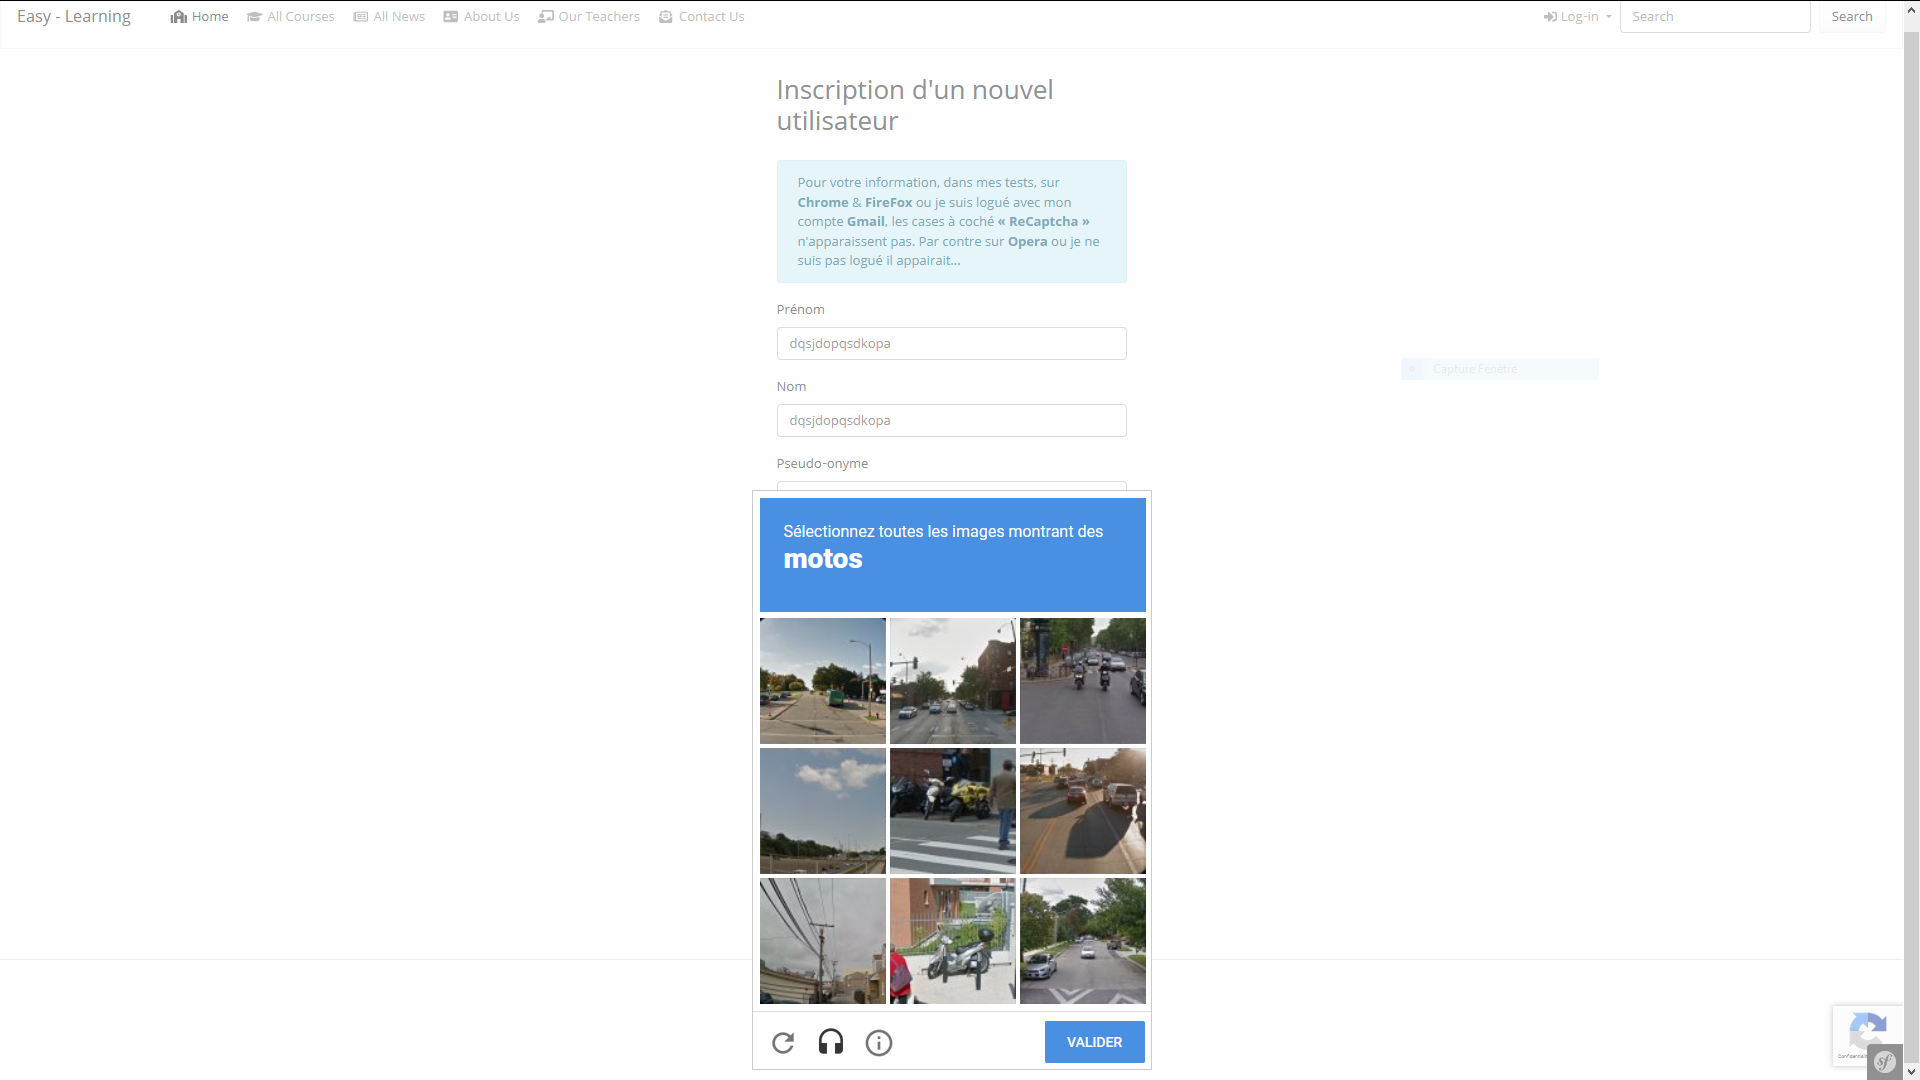 Easy - Learning Home All Courses All News About Us Our Teachers Contact Us Log-in Search Search
Inscription d'un nouvel
utilisateur
Pour votre information, dans mes tests, sur
Chrome & FireFox ou je suis logué avec mon
compte Gmail, les cases à coché « ReCaptcha »
n'apparaissent pas. Par contre sur Opera ou je ne
suis pas logué il appairait...
Prénom
dqsjdopqsdkopa
Capture Fenêtre
Nom
dqsjdopqsdkopa
Pseudo-onyme
Sélectionnez toutes les images montrant des
motos
VALIDER
sf